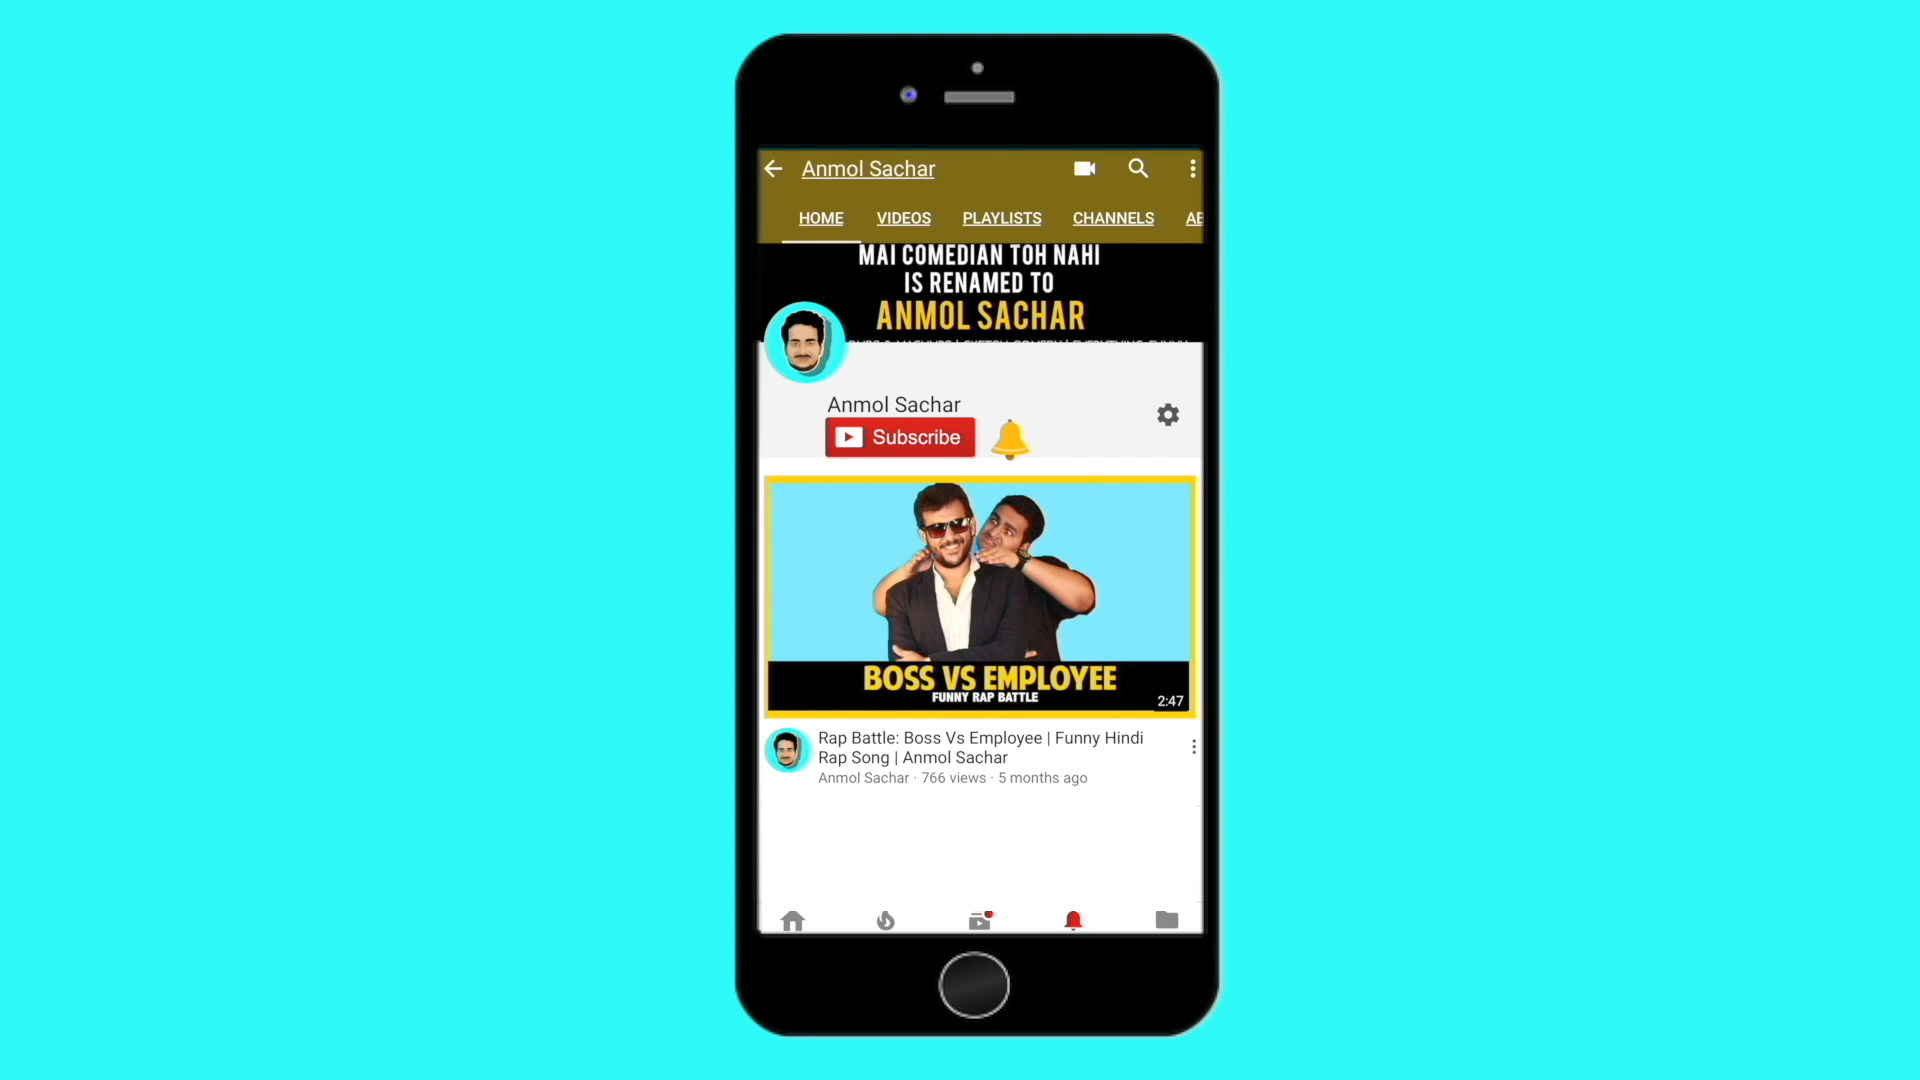 Anmol Sachar
HOME VIDEOS PLAYLISTS CHANNELS AB
MAI COMEDIAN TOH NAHI
IS RENAMED TO
ANMOL SACHAR
Anmol Sachar
Subscribe
BOSS VS EMPLOYEE
FUNNY RAP BATTLE
2:47
Rap Battle: Boss Vs Employee | Funny Hindi
Rap Song | Anmol Sachar
Anmol Sachar · 766 views · 5 months ago